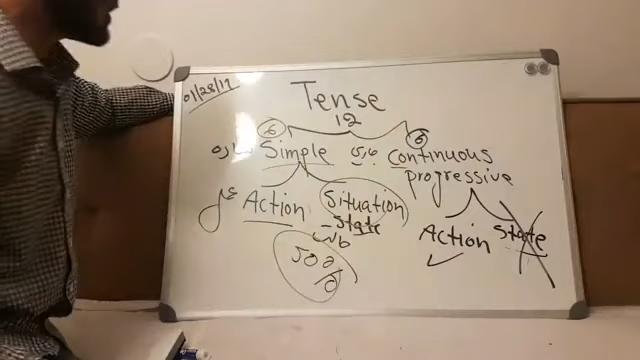 01/28/17
Tense
12
6 6
Simple Continuous
progressive
Action Situation
- State
Action State